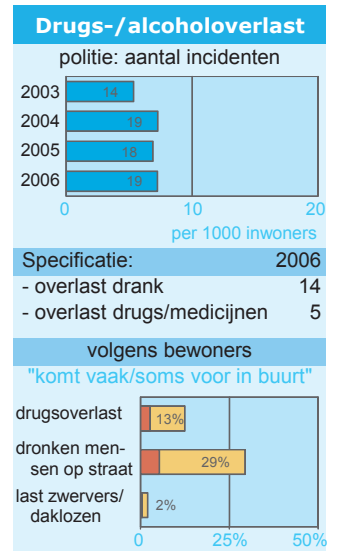 Drugs-/alcoholoverlast
politie: aantal incidenten
2003 14
2004 19
2005 18
2006 19
0 10 20
per 1000 inwoners
Specificatie: 2006
- overlast drank 14
- overlast drugs/medicijnen 5
volgens bewoners
"komt vaak/soms voor in buurt"
drugsoverlast 13%
dronken men-
sen op straat 29%
last zwervers/
daklozen 2%
0 25% 50%